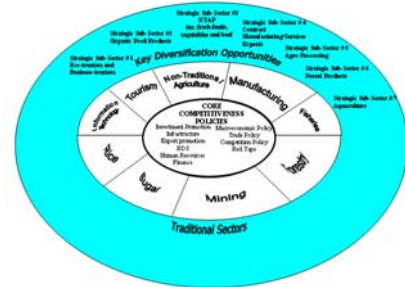 Strategic Sub-Sector #1
Eco-tourism and
Business-tourism
Strategic Sub-Sector #2
Organic Food Products
Strategic Sub-Sector #3
NTAP
inc. fresh fruits,
vegetables and beef
Strategic Sub-Sector #4
Contract
Manufacturing/Services
Exports
Strategic Sub-Sector #5
Agro-Processing
Strategic Sub-Sector #6
Forest Products
Strategic Sub-Sector #7
Aquaculture
Key Diversification Opportunities
Information
Technology
Tourism
Non-Traditional
Agriculture
Manufacturing
Fisheries
CORE
COMPETITIVENESS
POLICIES
Investment Promotion
Infrastructure
Export promotion
Human Resources
Finance
Macroeconomic Policy
Trade Policy
Competition Policy
Red Tape
Rice
Sugar
Mining
Forestry
Traditional Sectors